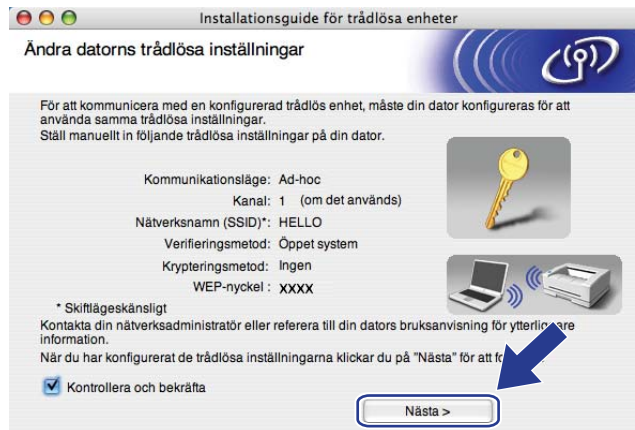 Installationsguide för trådlösa enheter
Ändra datorns trådlösa inställningar
För att kommunicera med en konfigurerad trådlös enhet, måste din dator konfigureras för att
använda samma trådlösa inställningar.
Ställ manuellt in följande trådlösa inställningar på din dator.
Kommunikationsläge: Ad-hoc
Kanal: 1 (om det används)
Nätverksnamn (SSID)*: HELLO
Verifieringsmetod: Öppet system
Krypteringsmetod: Ingen
WEP-nyckel : XXXX
* Skiftlägeskänsligt
Kontakta din nätverksadministratör eller referera till din dators bruksanvisning för
information.
När du har konfigurerat de trådlösa inställningarna klickar du på "Nästa" för att
Kontrollera och bekräfta
Nästa >